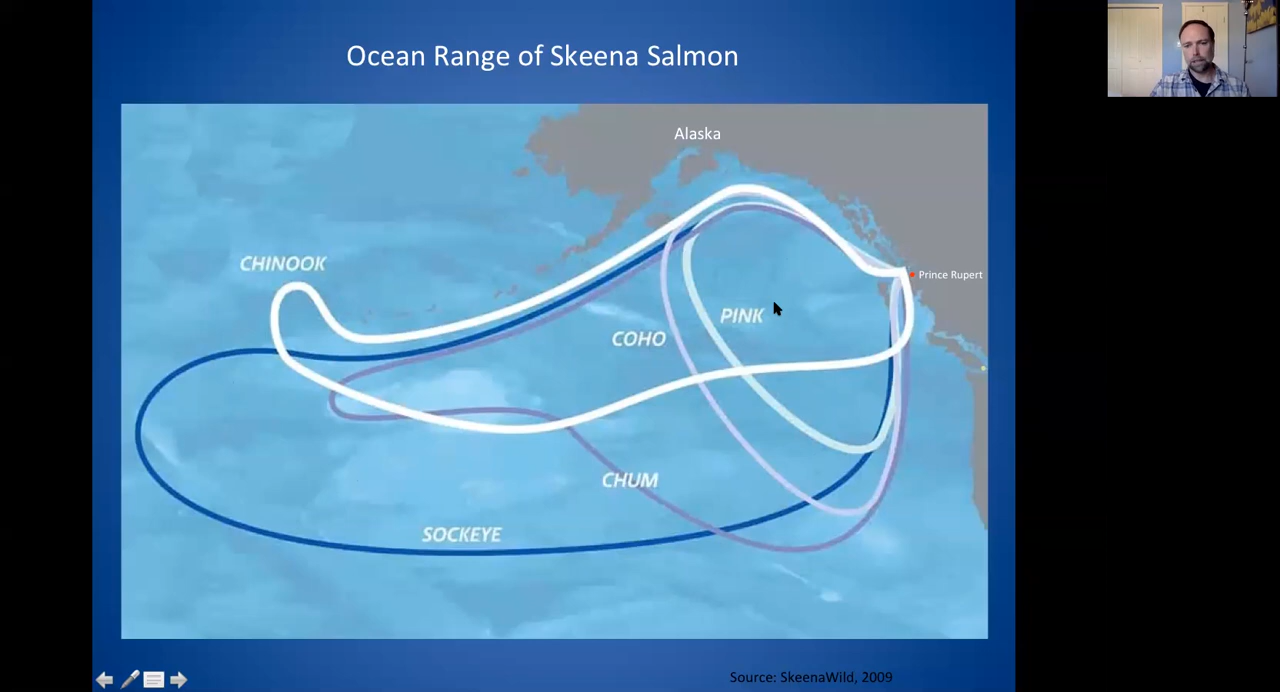 Ocean Range of Skeena Salmon
Alaska
CHINOOK
Prince Rupert
PINK
COHO
CHUM
SOCKEYE
Source: SkeenaWild, 2009